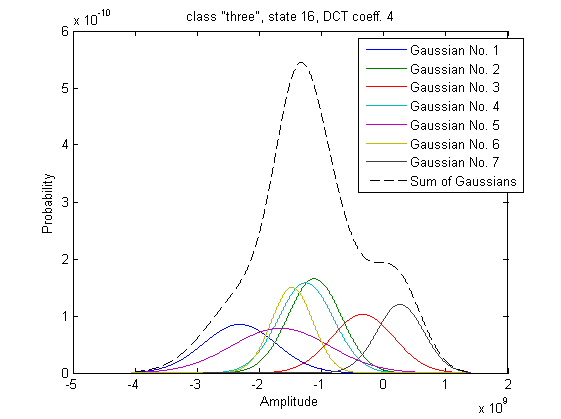 class "three", state 16, DCT coeff. 4
x 10^-10
6
5
4
3
2
1
0
Probability
Gaussian No. 1
Gaussian No. 2
Gaussian No. 3
Gaussian No. 4
Gaussian No. 5
Gaussian No. 6
Gaussian No. 7
Sum of Gaussians
-5 -4 -3 -2 -1 0 1 2
Amplitude
x 10^9